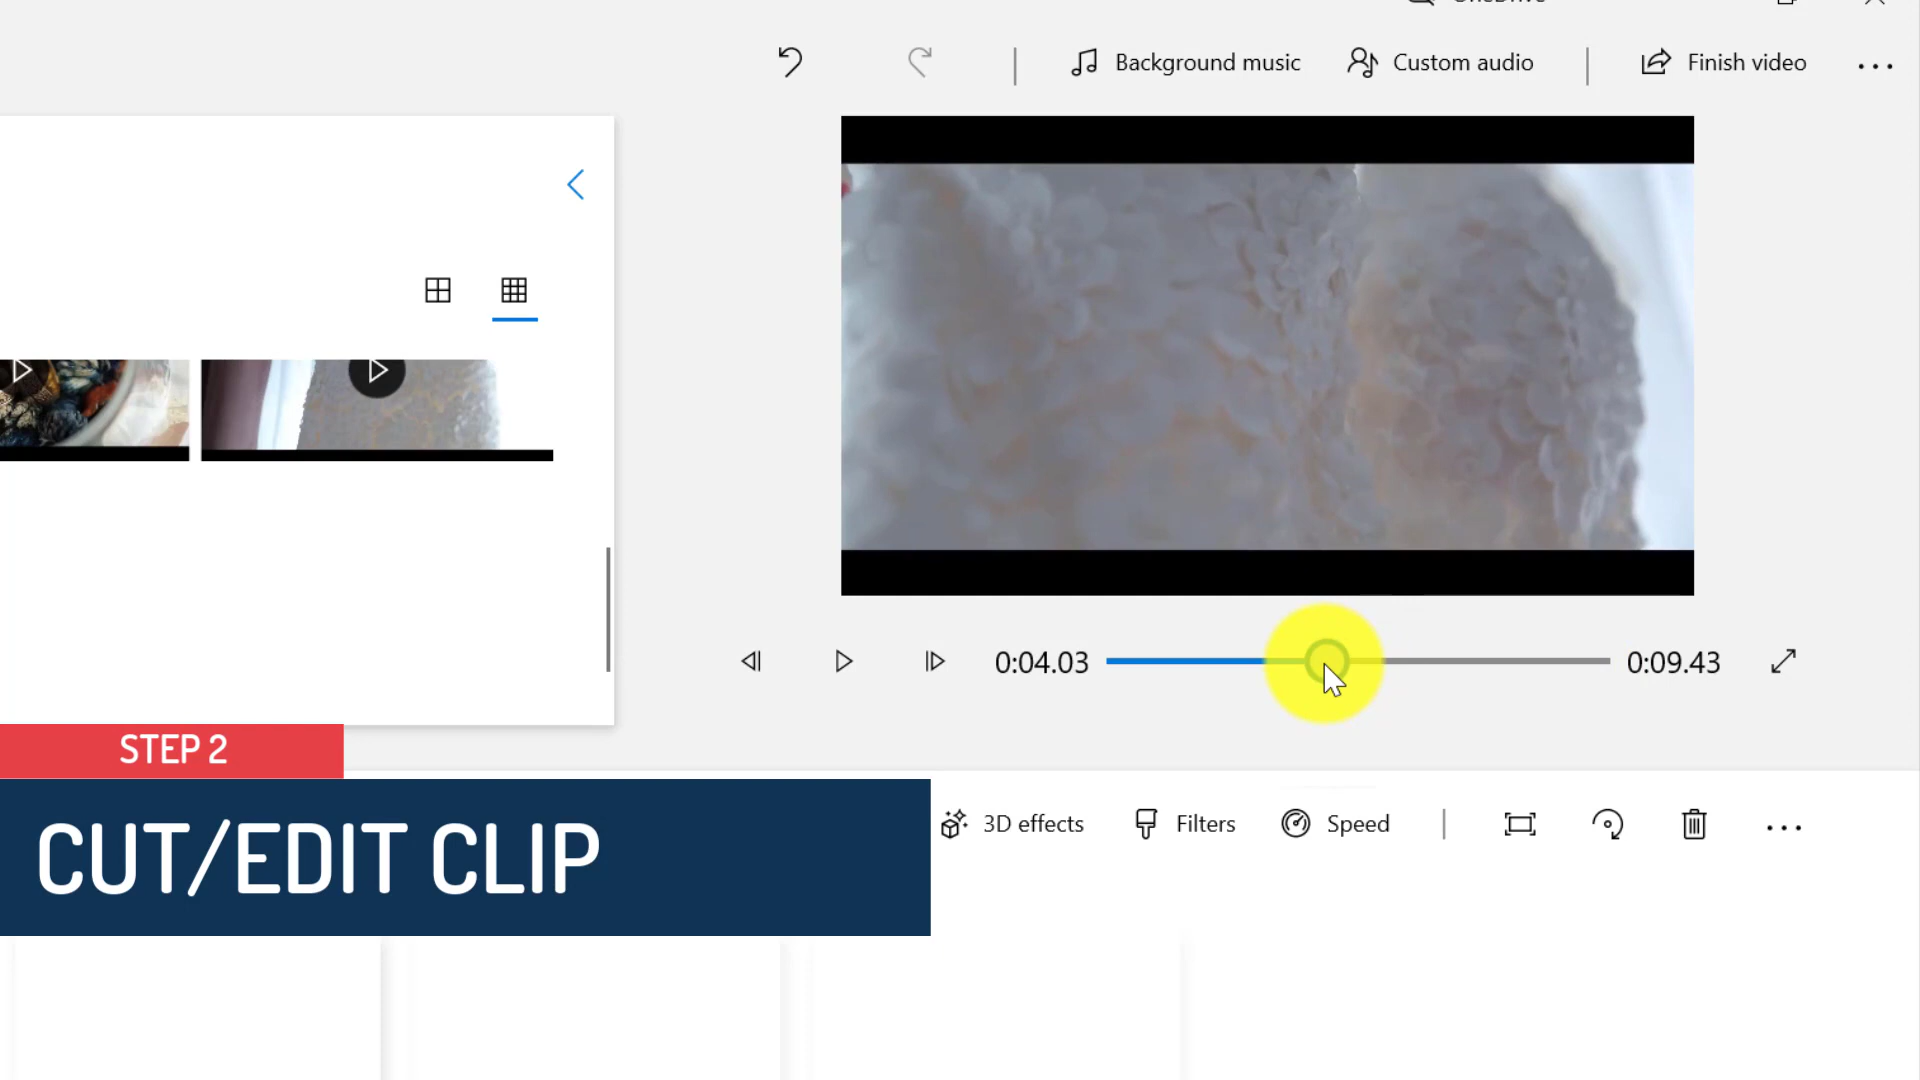 OneDrive
Background music
Custom audio
Finish video
0:04.03
0:09.43
STEP 2
CUT/EDIT CLIP
3D effects
Filters
Speed